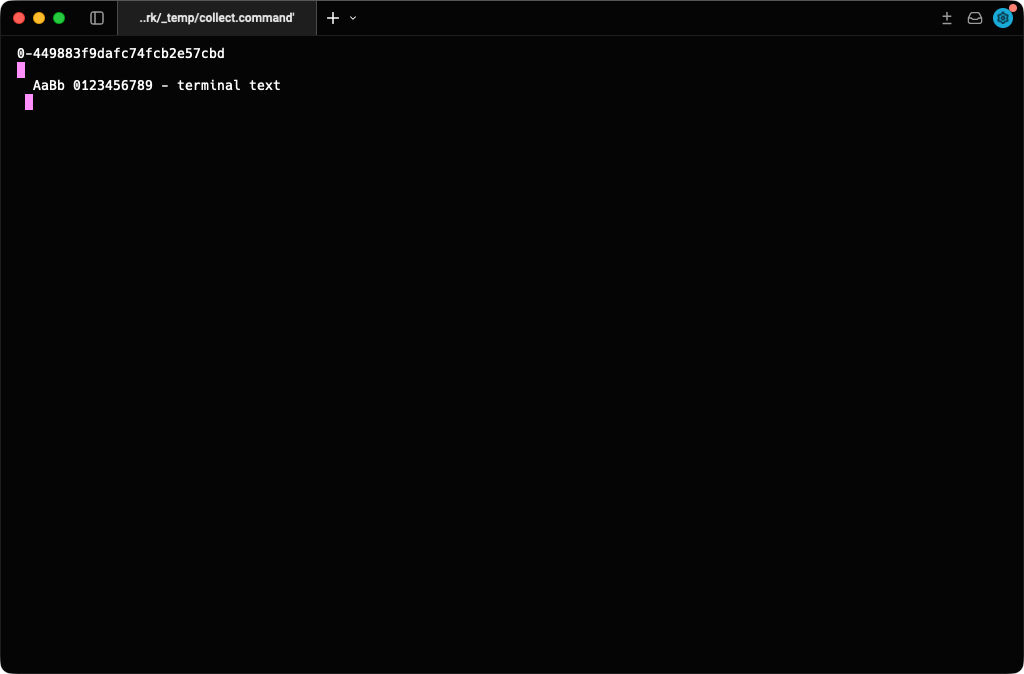 ..rk/_temp/collect.command'
0-449883f9dafc74fcb2e57cbd
AaBb 0123456789 - terminal text